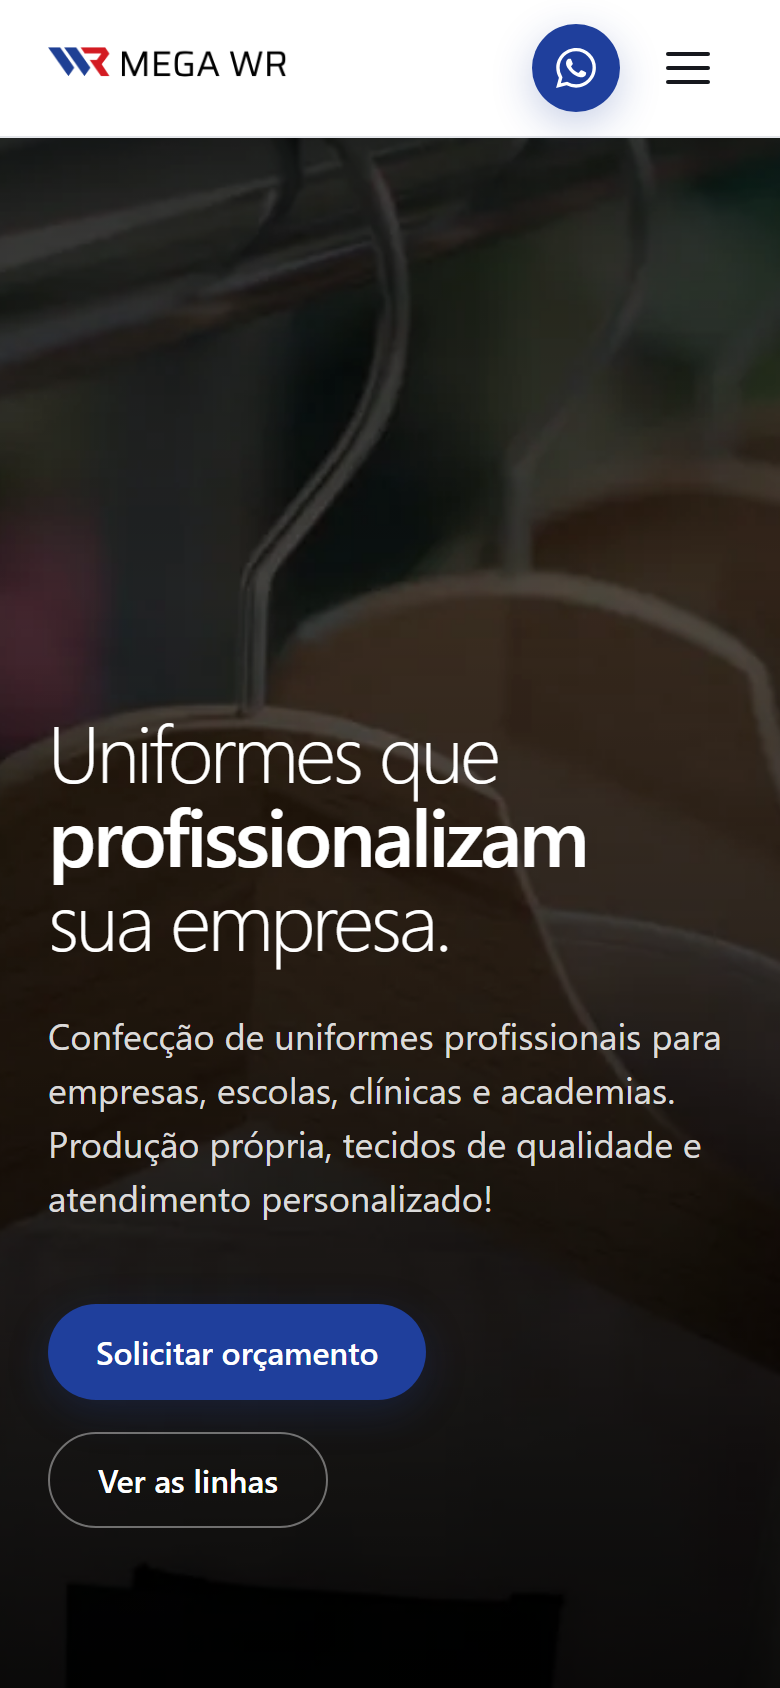 WR MEGA WR
Uniformes que
profissionalizam
sua empresa.
Confecção de uniformes profissionais para
empresas, escolas, clínicas e academias.
Produção própria, tecidos de qualidade e
atendimento personalizado!
Solicitar orçamento
Ver as linhas